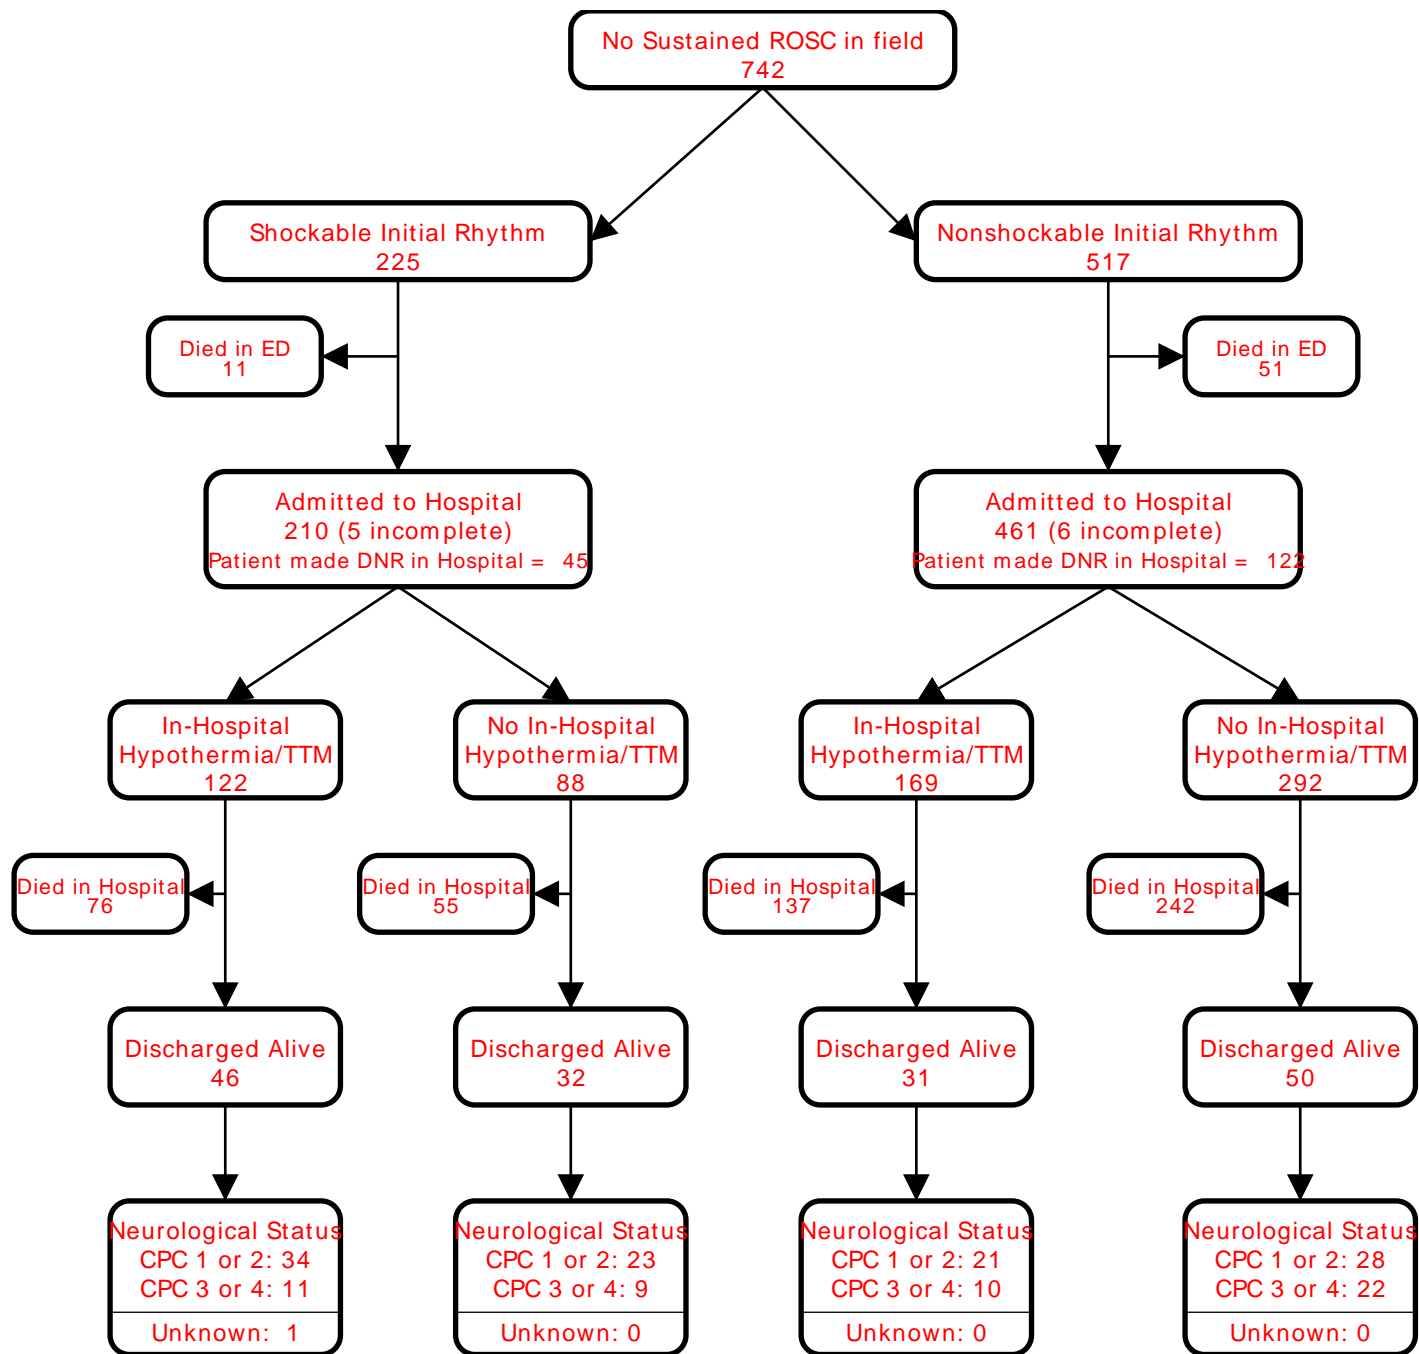 No Sustained ROSC in field
742
Shockable Initial Rhythm
225
Nonshockable Initial Rhythm
517
Died in ED
11
Died in ED
51
Admitted to Hospital
210 (5 incomplete)
Patient made DNR in Hospital = 45
Admitted to Hospital
461 (6 incomplete)
Patient made DNR in Hospital = 122
In-Hospital
Hypothermia/TTM
122
No In-Hospital
Hypothermia/TTM
88
In-Hospital
Hypothermia/TTM
169
No In-Hospital
Hypothermia/TTM
292
Died in Hospital
76
Died in Hospital
55
Died in Hospital
137
Died in Hospital
242
Discharged Alive
46
Discharged Alive
32
Discharged Alive
31
Discharged Alive
50
Neurological Status
CPC 1 or 2: 34
CPC 3 or 4: 11
Unknown: 1
Neurological Status
CPC 1 or 2: 23
CPC 3 or 4: 9
Unknown: 0
Neurological Status
CPC 1 or 2: 21
CPC 3 or 4: 10
Unknown: 0
Neurological Status
CPC 1 or 2: 28
CPC 3 or 4: 22
Unknown: 0